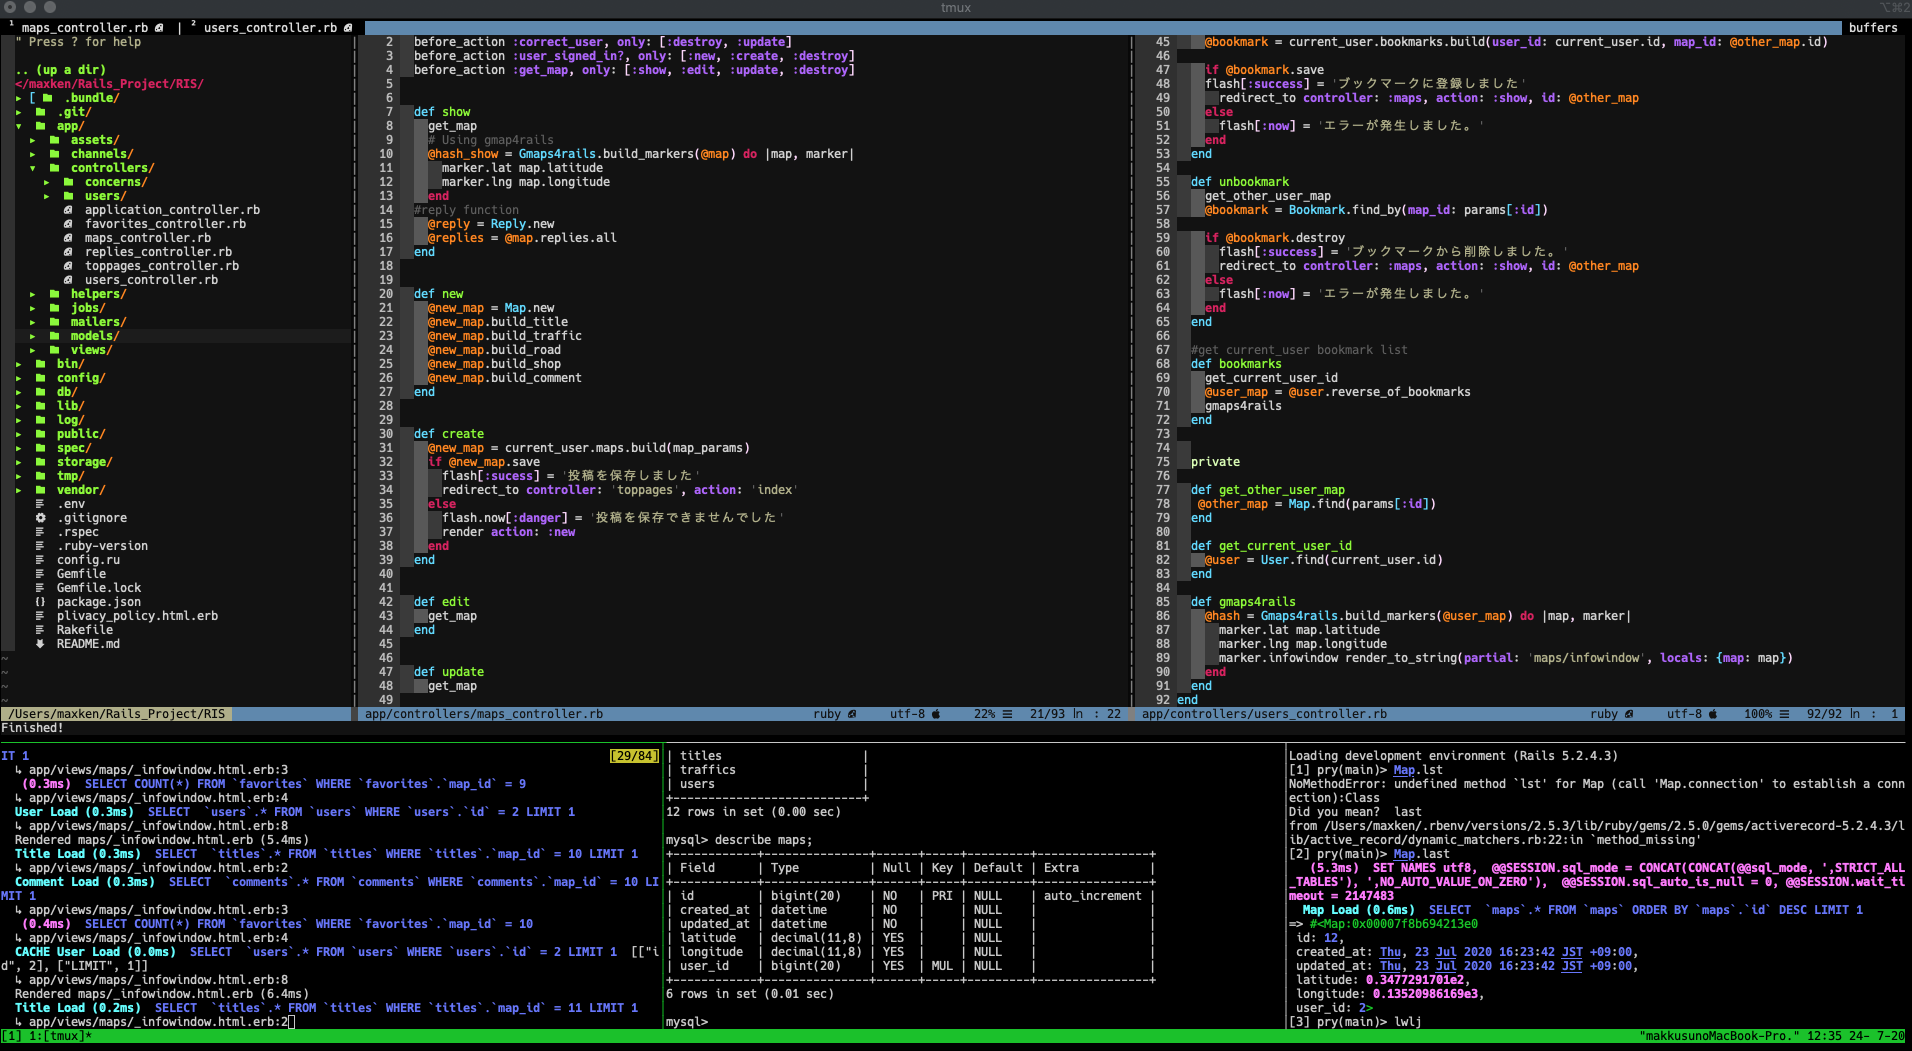 tmux
⌥⌘2
1 maps_controller.rb | 2 users_controller.rb
buffers
" Press ? for help
.. (up a dir)
</maxken/Rails_Project/RIS/
▸ [ .bundle/
▸ .git/
▾ app/
▸ assets/
▸ channels/
▾ controllers/
▸ concerns/
▸ users/
application_controller.rb
favorites_controller.rb
maps_controller.rb
replies_controller.rb
toppages_controller.rb
users_controller.rb
▸ helpers/
▸ jobs/
▸ mailers/
▸ models/
▸ views/
▸ bin/
▸ config/
▸ db/
▸ lib/
▸ log/
▸ public/
▸ spec/
▸ storage/
▸ tmp/
▸ vendor/
.env
.gitignore
.rspec
.ruby-version
config.ru
Gemfile
Gemfile.lock
package.json
plivacy_policy.html.erb
Rakefile
README.md
~
~
~
~
/Users/maxken/Rails_Project/RIS
2 before_action :correct_user, only: [:destroy, :update]
3 before_action :user_signed_in?, only: [:new, :create, :destroy]
4 before_action :get_map, only: [:show, :edit, :update, :destroy]
5
6
7 def show
8 get_map
9 # Using gmap4rails
10 @hash_show = Gmaps4rails.build_markers(@map) do |map, marker|
11 marker.lat map.latitude
12 marker.lng map.longitude
13 end
14 #reply function
15 @reply = Reply.new
16 @replies = @map.replies.all
17 end
18
19
20 def new
21 @new_map = Map.new
22 @new_map.build_title
23 @new_map.build_traffic
24 @new_map.build_road
25 @new_map.build_shop
26 @new_map.build_comment
27 end
28
29
30 def create
31 @new_map = current_user.maps.build(map_params)
32 if @new_map.save
33 flash[:sucess] = '投稿を保存しました'
34 redirect_to controller: 'toppages', action: 'index'
35 else
36 flash.now[:danger] = '投稿を保存できませんでした'
37 render action: :new
38 end
39 end
40
41
42 def edit
43 get_map
44 end
45
46
47 def update
48 get_map
49
app/controllers/maps_controller.rb ruby utf-8 22% ☰ 21/93 ㏑ : 22
45 @bookmark = current_user.bookmarks.build(user_id: current_user.id, map_id: @other_map.id)
46
47 if @bookmark.save
48 flash[:success] = 'ブックマークに登録しました'
49 redirect_to controller: :maps, action: :show, id: @other_map
50 else
51 flash[:now] = 'エラーが発生しました。'
52 end
53 end
54
55 def unbookmark
56 get_other_user_map
57 @bookmark = Bookmark.find_by(map_id: params[:id])
58
59 if @bookmark.destroy
60 flash[:success] = 'ブックマークから削除しました。'
61 redirect_to controller: :maps, action: :show, id: @other_map
62 else
63 flash[:now] = 'エラーが発生しました。'
64 end
65 end
66
67 #get current_user bookmark list
68 def bookmarks
69 get_current_user_id
70 @user_map = @user.reverse_of_bookmarks
71 gmaps4rails
72 end
73
74
75 private
76
77 def get_other_user_map
78 @other_map = Map.find(params[:id])
79 end
80
81 def get_current_user_id
82 @user = User.find(current_user.id)
83 end
84
85 def gmaps4rails
86 @hash = Gmaps4rails.build_markers(@user_map) do |map, marker|
87 marker.lat map.latitude
88 marker.lng map.longitude
89 marker.infowindow render_to_string(partial: 'maps/infowindow', locals: {map: map})
90 end
91 end
92 end
app/controllers/users_controller.rb ruby utf-8 100% ☰ 92/92 ㏑ : 1
Finished!
IT 1 [29/84]
↳ app/views/maps/_infowindow.html.erb:3
(0.3ms) SELECT COUNT(*) FROM `favorites` WHERE `favorites`.`map_id` = 9
↳ app/views/maps/_infowindow.html.erb:4
User Load (0.3ms) SELECT `users`.* FROM `users` WHERE `users`.`id` = 2 LIMIT 1
↳ app/views/maps/_infowindow.html.erb:8
Rendered maps/_infowindow.html.erb (5.4ms)
Title Load (0.3ms) SELECT `titles`.* FROM `titles` WHERE `titles`.`map_id` = 10 LIMIT 1
↳ app/views/maps/_infowindow.html.erb:2
Comment Load (0.3ms) SELECT `comments`.* FROM `comments` WHERE `comments`.`map_id` = 10 LI
MIT 1
↳ app/views/maps/_infowindow.html.erb:3
(0.4ms) SELECT COUNT(*) FROM `favorites` WHERE `favorites`.`map_id` = 10
↳ app/views/maps/_infowindow.html.erb:4
CACHE User Load (0.0ms) SELECT `users`.* FROM `users` WHERE `users`.`id` = 2 LIMIT 1 [["i
d", 2], ["LIMIT", 1]]
↳ app/views/maps/_infowindow.html.erb:8
Rendered maps/_infowindow.html.erb (6.4ms)
Title Load (0.2ms) SELECT `titles`.* FROM `titles` WHERE `titles`.`map_id` = 11 LIMIT 1
↳ app/views/maps/_infowindow.html.erb:2
| titles |
| traffics |
| users |
+----------------------------+
12 rows in set (0.00 sec)
mysql> describe maps;
+------------+---------------+------+-----+---------+----------------+
| Field | Type | Null | Key | Default | Extra |
+------------+---------------+------+-----+---------+----------------+
| id | bigint(20) | NO | PRI | NULL | auto_increment |
| created_at | datetime | NO | | NULL | |
| updated_at | datetime | NO | | NULL | |
| latitude | decimal(11,8) | YES | | NULL | |
| longitude | decimal(11,8) | YES | | NULL | |
| user_id | bigint(20) | YES | MUL | NULL | |
+------------+---------------+------+-----+---------+----------------+
6 rows in set (0.01 sec)
mysql>
Loading development environment (Rails 5.2.4.3)
[1] pry(main)> Map.lst
NoMethodError: undefined method `lst' for Map (call 'Map.connection' to establish a conn
ection):Class
Did you mean? last
from /Users/maxken/.rbenv/versions/2.5.3/lib/ruby/gems/2.5.0/gems/activerecord-5.2.4.3/l
ib/active_record/dynamic_matchers.rb:22:in `method_missing'
[2] pry(main)> Map.last
(5.3ms) SET NAMES utf8, @@SESSION.sql_mode = CONCAT(CONCAT(@@sql_mode, ',STRICT_ALL
_TABLES'), ',NO_AUTO_VALUE_ON_ZERO'), @@SESSION.sql_auto_is_null = 0, @@SESSION.wait_ti
meout = 2147483
Map Load (0.6ms) SELECT `maps`.* FROM `maps` ORDER BY `maps`.`id` DESC LIMIT 1
=> #<Map:0x00007f8b694213e0
id: 12,
created_at: Thu, 23 Jul 2020 16:23:42 JST +09:00,
updated_at: Thu, 23 Jul 2020 16:23:42 JST +09:00,
latitude: 0.3477291701e2,
longitude: 0.13520986169e3,
user_id: 2>
[3] pry(main)> lwlj
[1] 1:[tmux]* "makkusunoMacBook-Pro." 12:35 24- 7-20